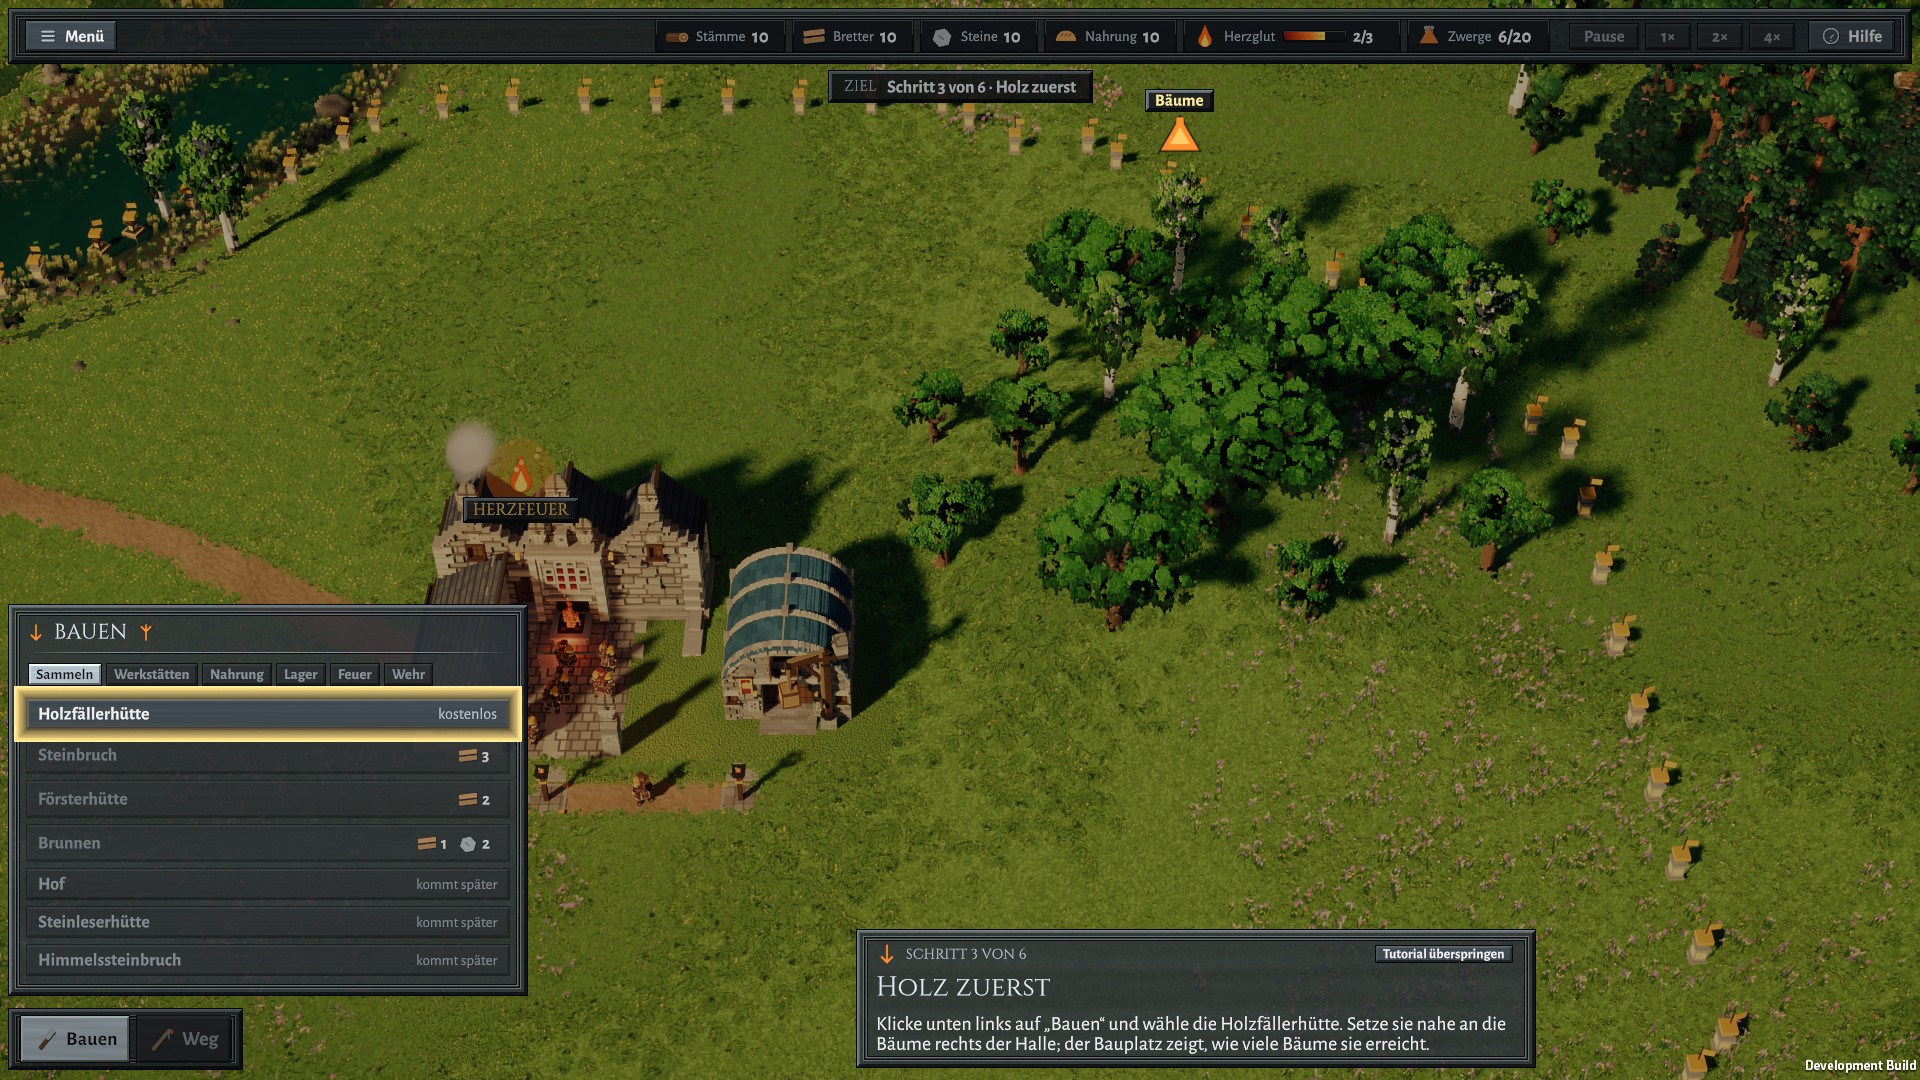 Menü
Stämme 10
Bretter 10
Steine 10
Nahrung 10
Herzglut 2/3
Zwerge 6/20
Pause
1×
2×
4×
Hilfe
ZIEL Schritt 3 von 6 · Holz zuerst
Bäume
HERZFEUER
BAUEN
Sammeln Werkstätten Nahrung Lager Feuer Wehr
Holzfällerhütte kostenlos
Steinbruch 3
Försterhütte 2
Brunnen 1 2
Hof kommt später
Steinleserhütte kommt später
Himmelssteinbruch kommt später
Bauen Weg
SCHRITT 3 VON 6
Tutorial überspringen
HOLZ ZUERST
Klicke unten links auf „Bauen“ und wähle die Holzfällerhütte. Setze sie nahe an die
Bäume rechts der Halle; der Bauplatz zeigt, wie viele Bäume sie erreicht.
Development Build